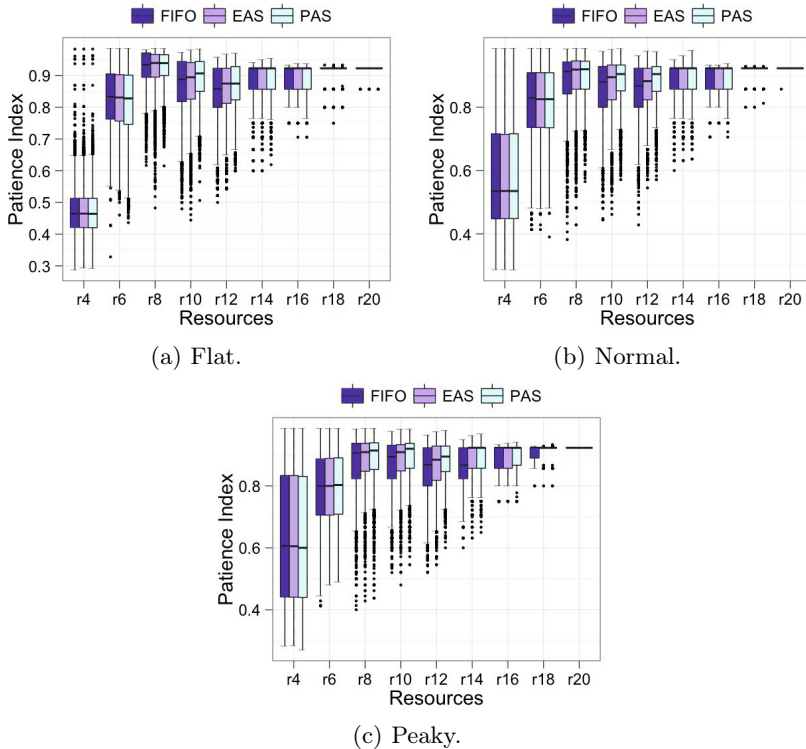 FIFO EAS PAS FIFO EAS PAS
Patience Index Patience Index
0.9
0.8
0.7
0.6
0.5
0.4
0.3
0.8
0.6
0.4
r4 r6 r8 r10 r12 r14 r16 r18 r20 r4 r6 r8 r10 r12 r14 r16 r18 r20
Resources Resources
(a) Flat. (b) Normal.
FIFO EAS PAS
Patience Index
0.8
0.6
0.4
r4 r6 r8 r10 r12 r14 r16 r18 r20
Resources
(c) Peaky.